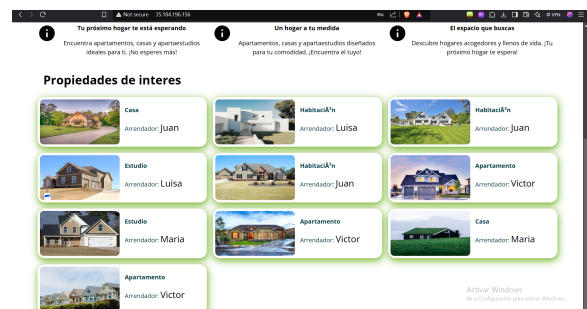 Not secure 35.184.196.156
VPN
Tu próximo hogar te está esperando
Encuentra apartamentos, casas y apartaestudios
ideales para ti. ¡No esperes más!
Un hogar a tu medida
Apartamentos, casas y apartaestudios diseñados
para tu comodidad. ¡Encuentra el tuyo!
El espacio que buscas
Descubre hogares acogedores y llenos de vida. ¡Tu
próximo hogar te espera!
Propiedades de interes
Casa
Arrendador: Juan
HabitaciÃ³n
Arrendador: Luisa
HabitaciÃ³n
Arrendador: Juan
Estudio
Arrendador: Luisa
HabitaciÃ³n
Arrendador: Juan
Apartamento
Arrendador: Victor
Estudio
Arrendador: Maria
Apartamento
Arrendador: Victor
Casa
Arrendador: Maria
Apartamento
Arrendador: Victor
Activar Windows
Ve a Configuración para activar Windows.